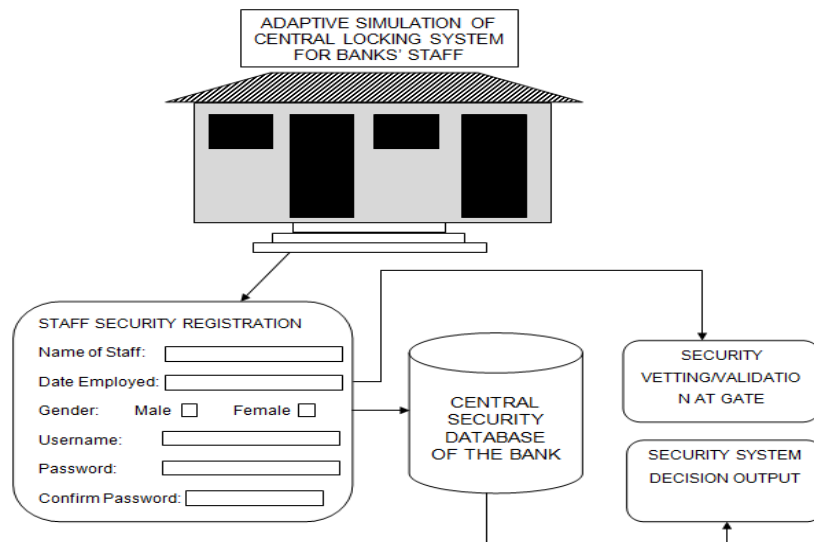 ADAPTIVE SIMULATION OF
CENTRAL LOCKING SYSTEM
FOR BANKS' STAFF
STAFF SECURITY REGISTRATION
Name of Staff:
Date Employed:
Gender: Male Female
Username:
Password:
Confirm Password:
CENTRAL
SECURITY
DATABASE
OF THE BANK
SECURITY
VETTING/VALIDATIO
N AT GATE
SECURITY SYSTEM
DECISION OUTPUT